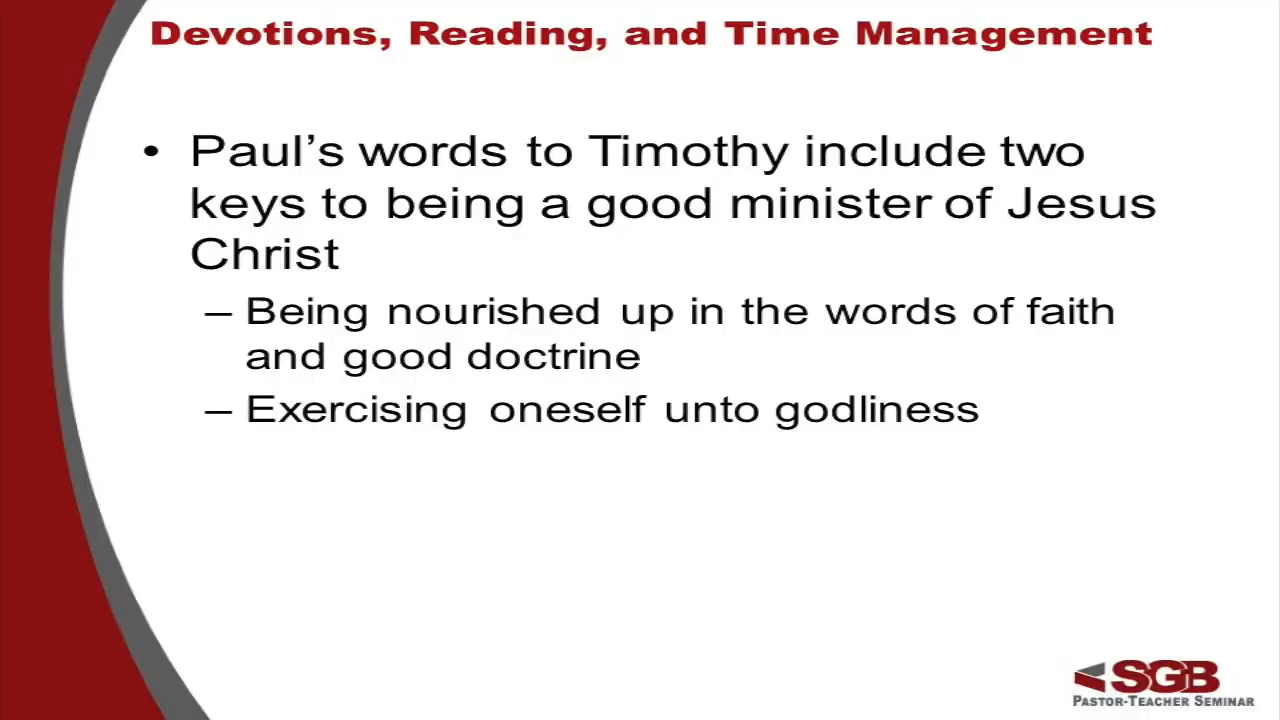 Devotions, Reading, and Time Management
• Paul’s words to Timothy include two
keys to being a good minister of Jesus
Christ
– Being nourished up in the words of faith
and good doctrine
– Exercising oneself unto godliness
SGB
PASTOR-TEACHER SEMINAR